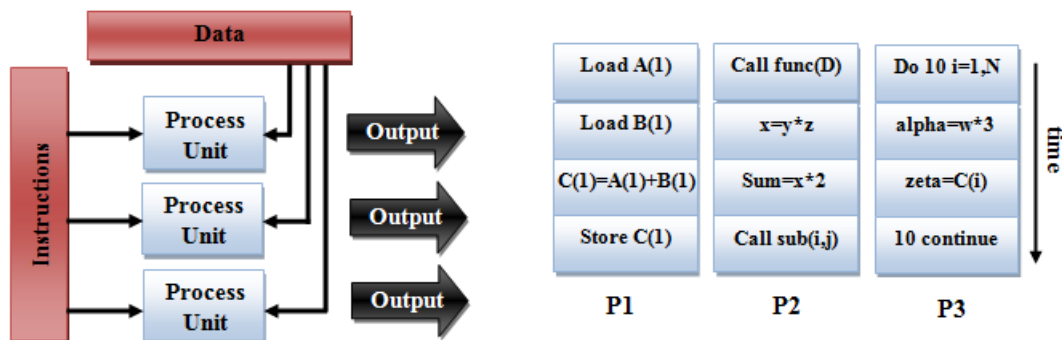 Data
Instructions
Process
Unit
Output
Process
Unit
Output
Process
Unit
Output
Load A(1)
Load B(1)
C(1)=A(1)+B(1)
Store C(1)
P1
Call func(D)
x=y*z
Sum=x*2
Call sub(i,j)
P2
Do 10 i=1,N
alpha=w*3
zeta=C(i)
10 continue
P3
time